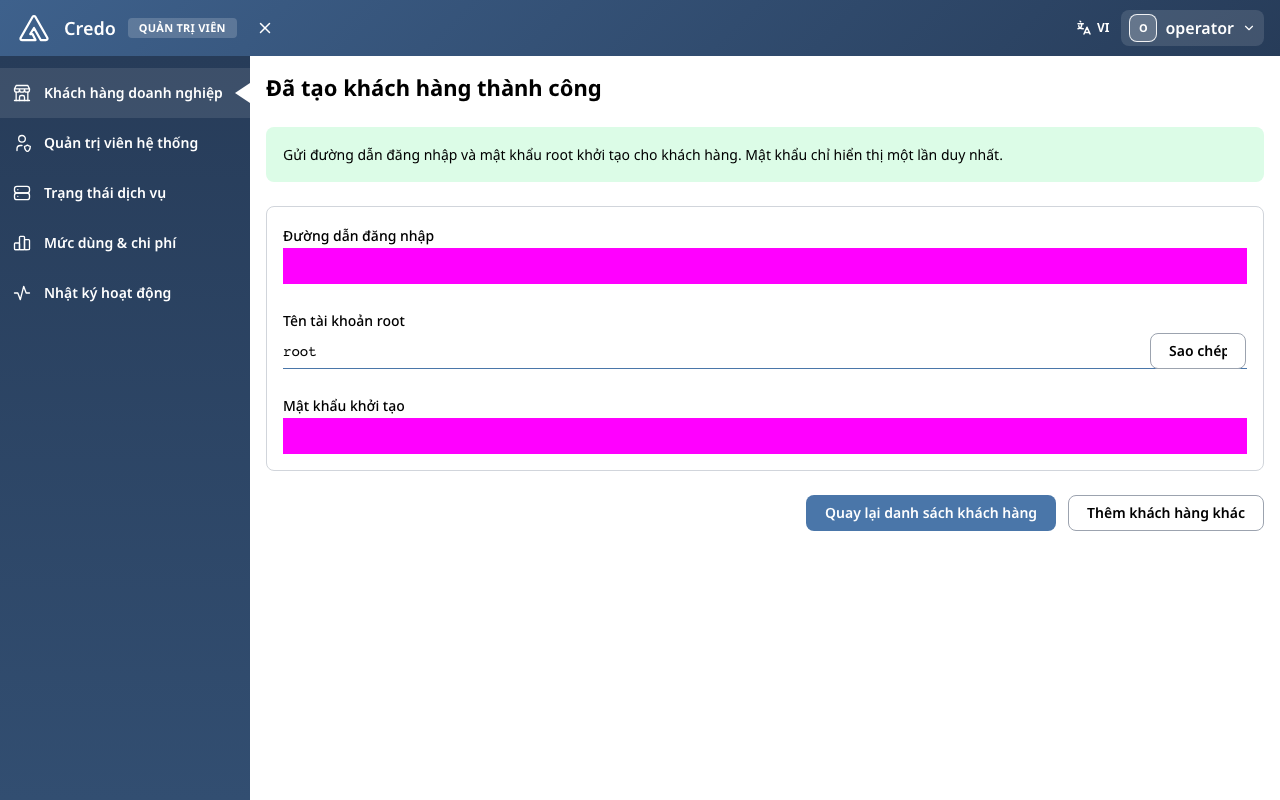 Credo
QUẢN TRỊ VIÊN
VI
O
operator
Khách hàng doanh nghiệp
Quản trị viên hệ thống
Trạng thái dịch vụ
Mức dùng & chi phí
Nhật ký hoạt động
Đã tạo khách hàng thành công
Gửi đường dẫn đăng nhập và mật khẩu root khởi tạo cho khách hàng. Mật khẩu chỉ hiển thị một lần duy nhất.
Đường dẫn đăng nhập
Tên tài khoản root
root
Sao chép
Mật khẩu khởi tạo
Quay lại danh sách khách hàng
Thêm khách hàng khác